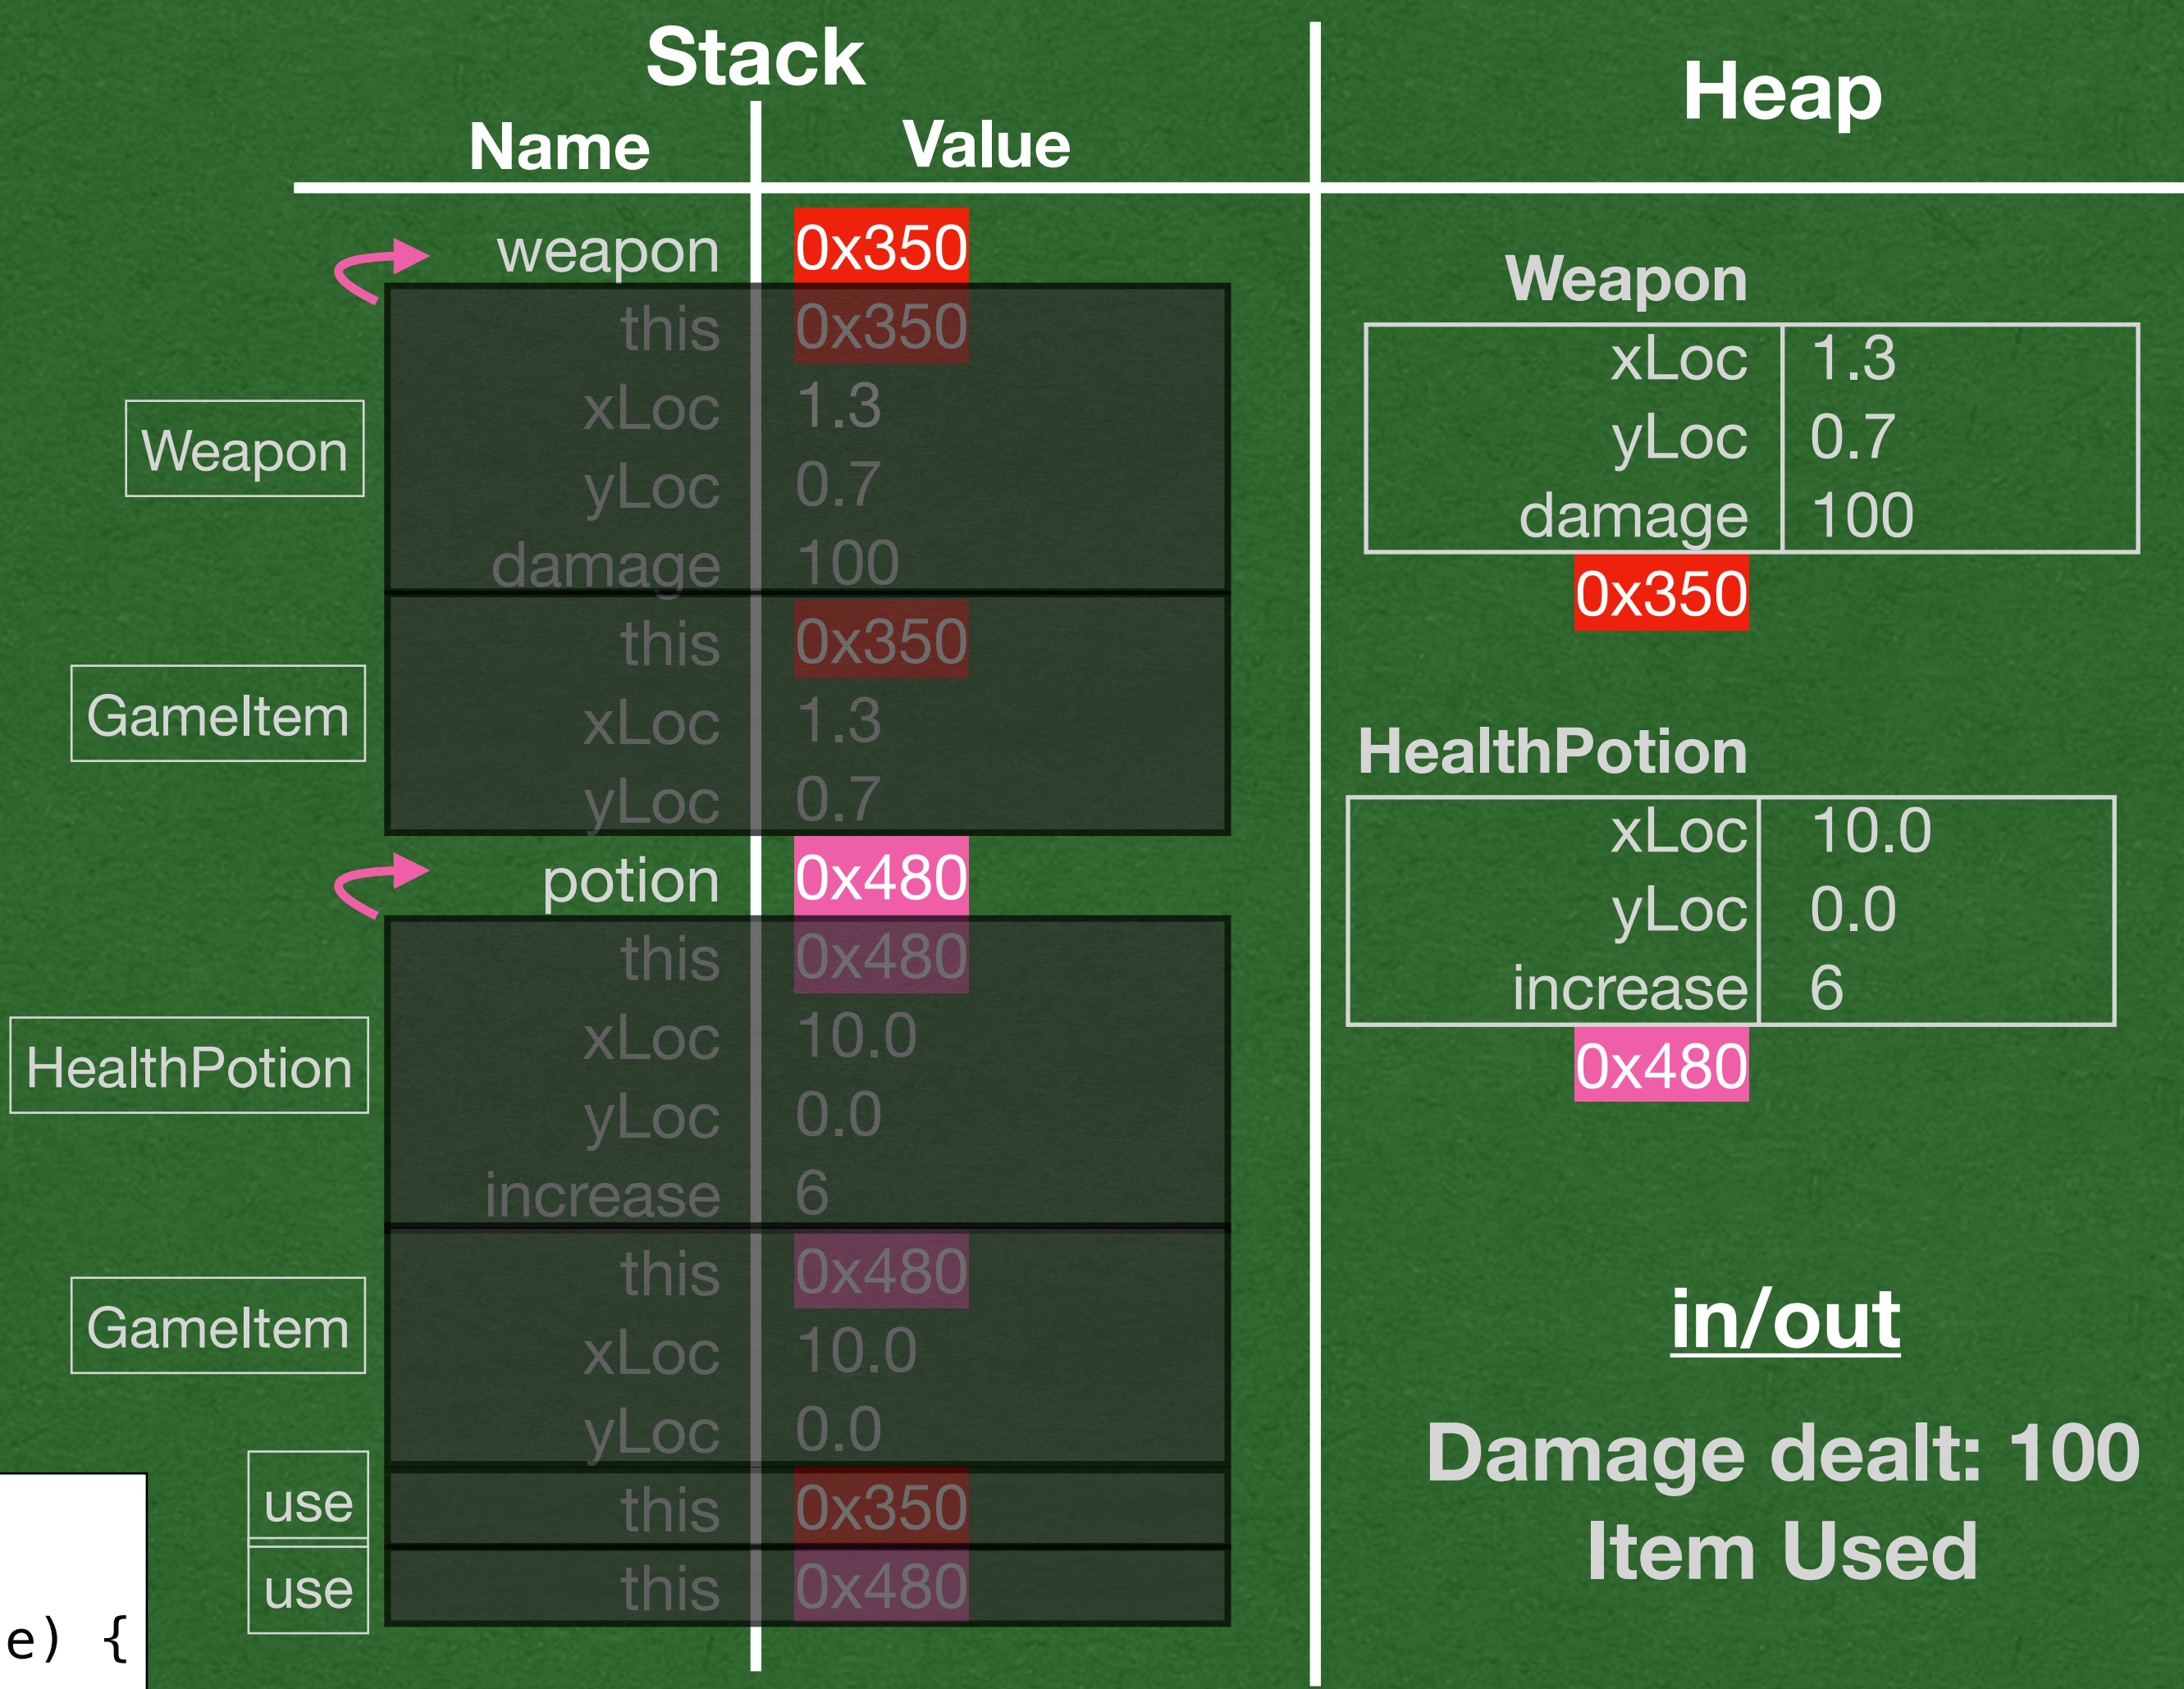 Stack
Heap
Name Value
weapon 0x350
this 0x350
xLoc 1.3
Weapon
yLoc 0.7
damage 100
this 0x350
GameItem
xLoc 1.3
yLoc 0.7
potion 0x480
this 0x480
xLoc 10.0
HealthPotion
yLoc 0.0
increase 6
this 0x480
GameItem
xLoc 10.0
yLoc 0.0
use this 0x350
use this 0x480
Weapon
xLoc 1.3
yLoc 0.7
damage 100
0x350
HealthPotion
xLoc 10.0
yLoc 0.0
increase 6
0x480
in/out
Damage dealt: 100
Item Used
e) {